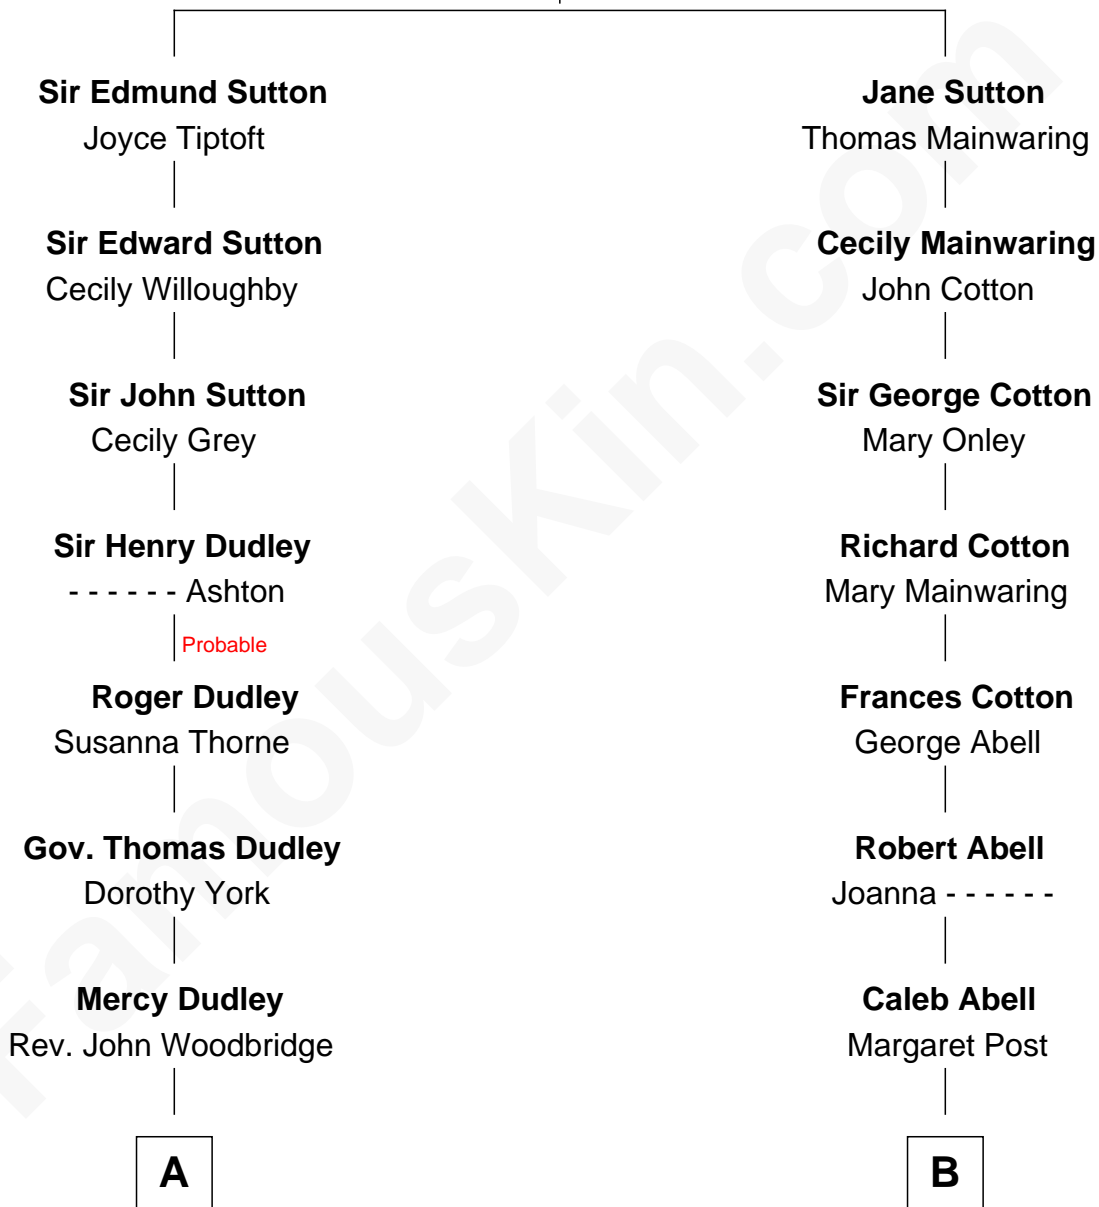 Sir Edmund Sutton
Joyce Tiptoft
Sir Edward Sutton
Cecily Willoughby
Sir John Sutton
Cecily Grey
Sir Henry Dudley
- - - - - - Ashton
Probable
Roger Dudley
Susanna Thorne
Gov. Thomas Dudley
Dorothy York
Mercy Dudley
Rev. John Woodbridge
A
Jane Sutton
Thomas Mainwaring
Cecily Mainwaring
John Cotton
Sir George Cotton
Mary Onley
Richard Cotton
Mary Mainwaring
Frances Cotton
George Abell
Robert Abell
Joanna - - - - - -
Caleb Abell
Margaret Post
B
FamousKin.com